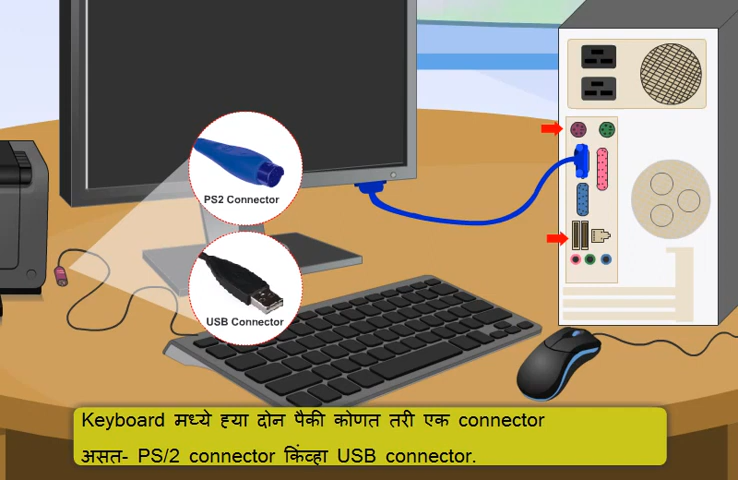 PS2 Connector
USB Connector
Keyboard मध्ये ह्या दोन पैकी कोणत तरी एक connector
असत- PS/2 connector किंव्हा USB connector.